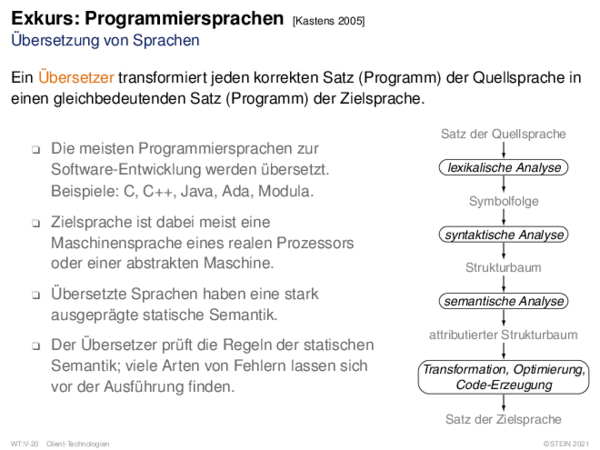 Exkurs: Programmiersprachen [Kastens 2005]
Übersetzung von Sprachen
Ein Übersetzer transformiert jeden korrekten Satz (Programm) der Quellsprache in
einen gleichbedeutenden Satz (Programm) der Zielsprache.
❑ Die meisten Programmiersprachen zur
Software-Entwicklung werden übersetzt.
Beispiele: C, C++, Java, Ada, Modula.
❑ Zielsprache ist dabei meist eine
Maschinensprache eines realen Prozessors
oder einer abstrakten Maschine.
❑ Übersetzte Sprachen haben eine stark
ausgeprägte statische Semantik.
❑ Der Übersetzer prüft die Regeln der statischen
Semantik; viele Arten von Fehlern lassen sich
vor der Ausführung finden.
Satz der Quellsprache
lexikalische Analyse
Symbolfolge
syntaktische Analyse
Strukturbaum
semantische Analyse
attributierter Strukturbaum
Transformation, Optimierung,
Code-Erzeugung
Satz der Zielsprache
WT:V-20 Client-Technologien
©STEIN 2021